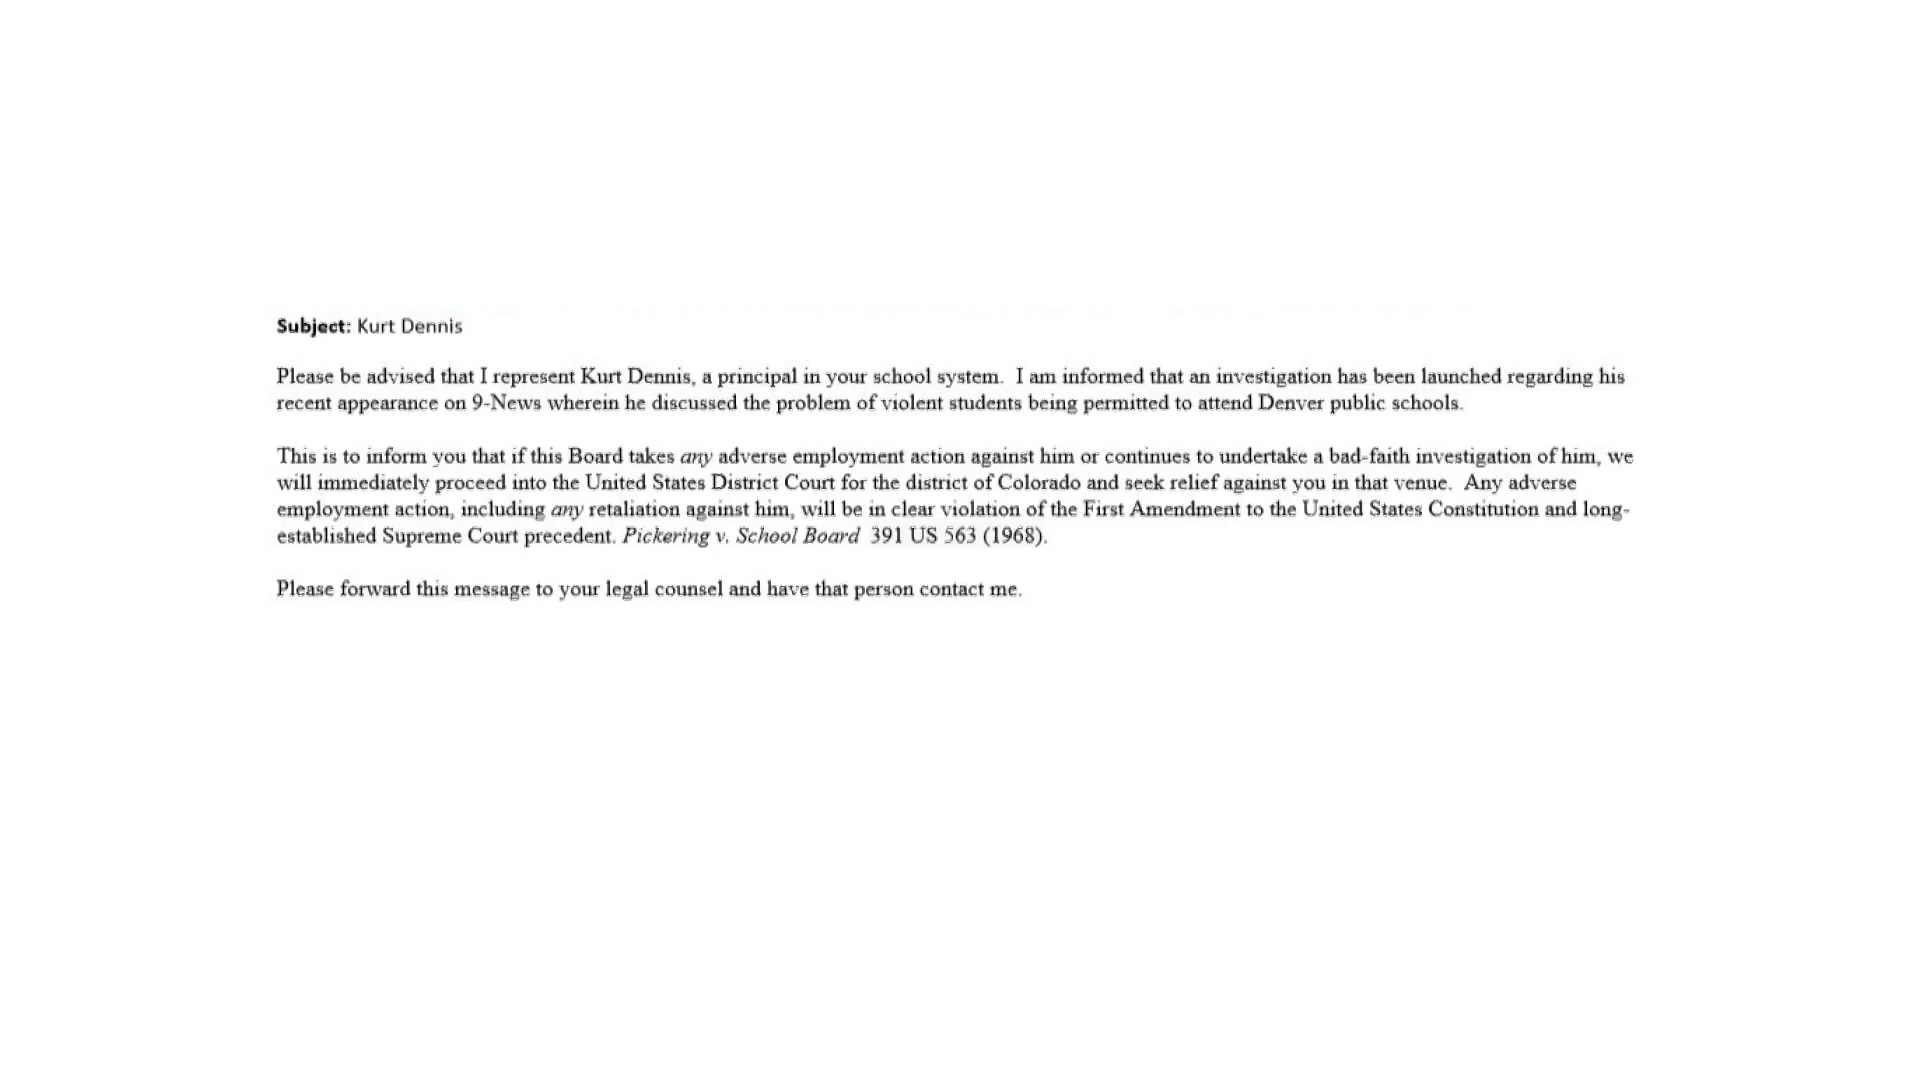 Subject: Kurt Dennis
Please be advised that I represent Kurt Dennis, a principal in your school system.  I am informed that an investigation has been launched regarding his
recent appearance on 9-News wherein he discussed the problem of violent students being permitted to attend Denver public schools.
This is to inform you that if this Board takes any adverse employment action against him or continues to undertake a bad-faith investigation of him, we
will immediately proceed into the United States District Court for the district of Colorado and seek relief against you in that venue.  Any adverse
employment action, including any retaliation against him, will be in clear violation of the First Amendment to the United States Constitution and long-
established Supreme Court precedent. Pickering v. School Board  391 US 563 (1968).
Please forward this message to your legal counsel and have that person contact me.